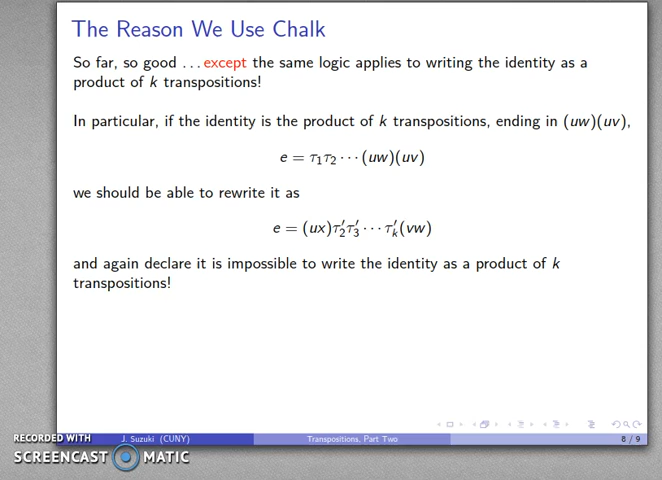 The Reason We Use Chalk
So far, so good ... except the same logic applies to writing the identity as a
product of k transpositions!
In particular, if the identity is the product of k transpositions, ending in (uw)(uv),
e = τ₁τ₂ ··· (uw)(uv)
we should be able to rewrite it as
e = (ux)τ′₂τ′₃ ··· τ′ₖ(vw)
and again declare it is impossible to write the identity as a product of k
transpositions!
J. Suzuki (CUNY) Transpositions, Part Two 8 / 9
RECORDED WITH
SCREENCAST MATIC